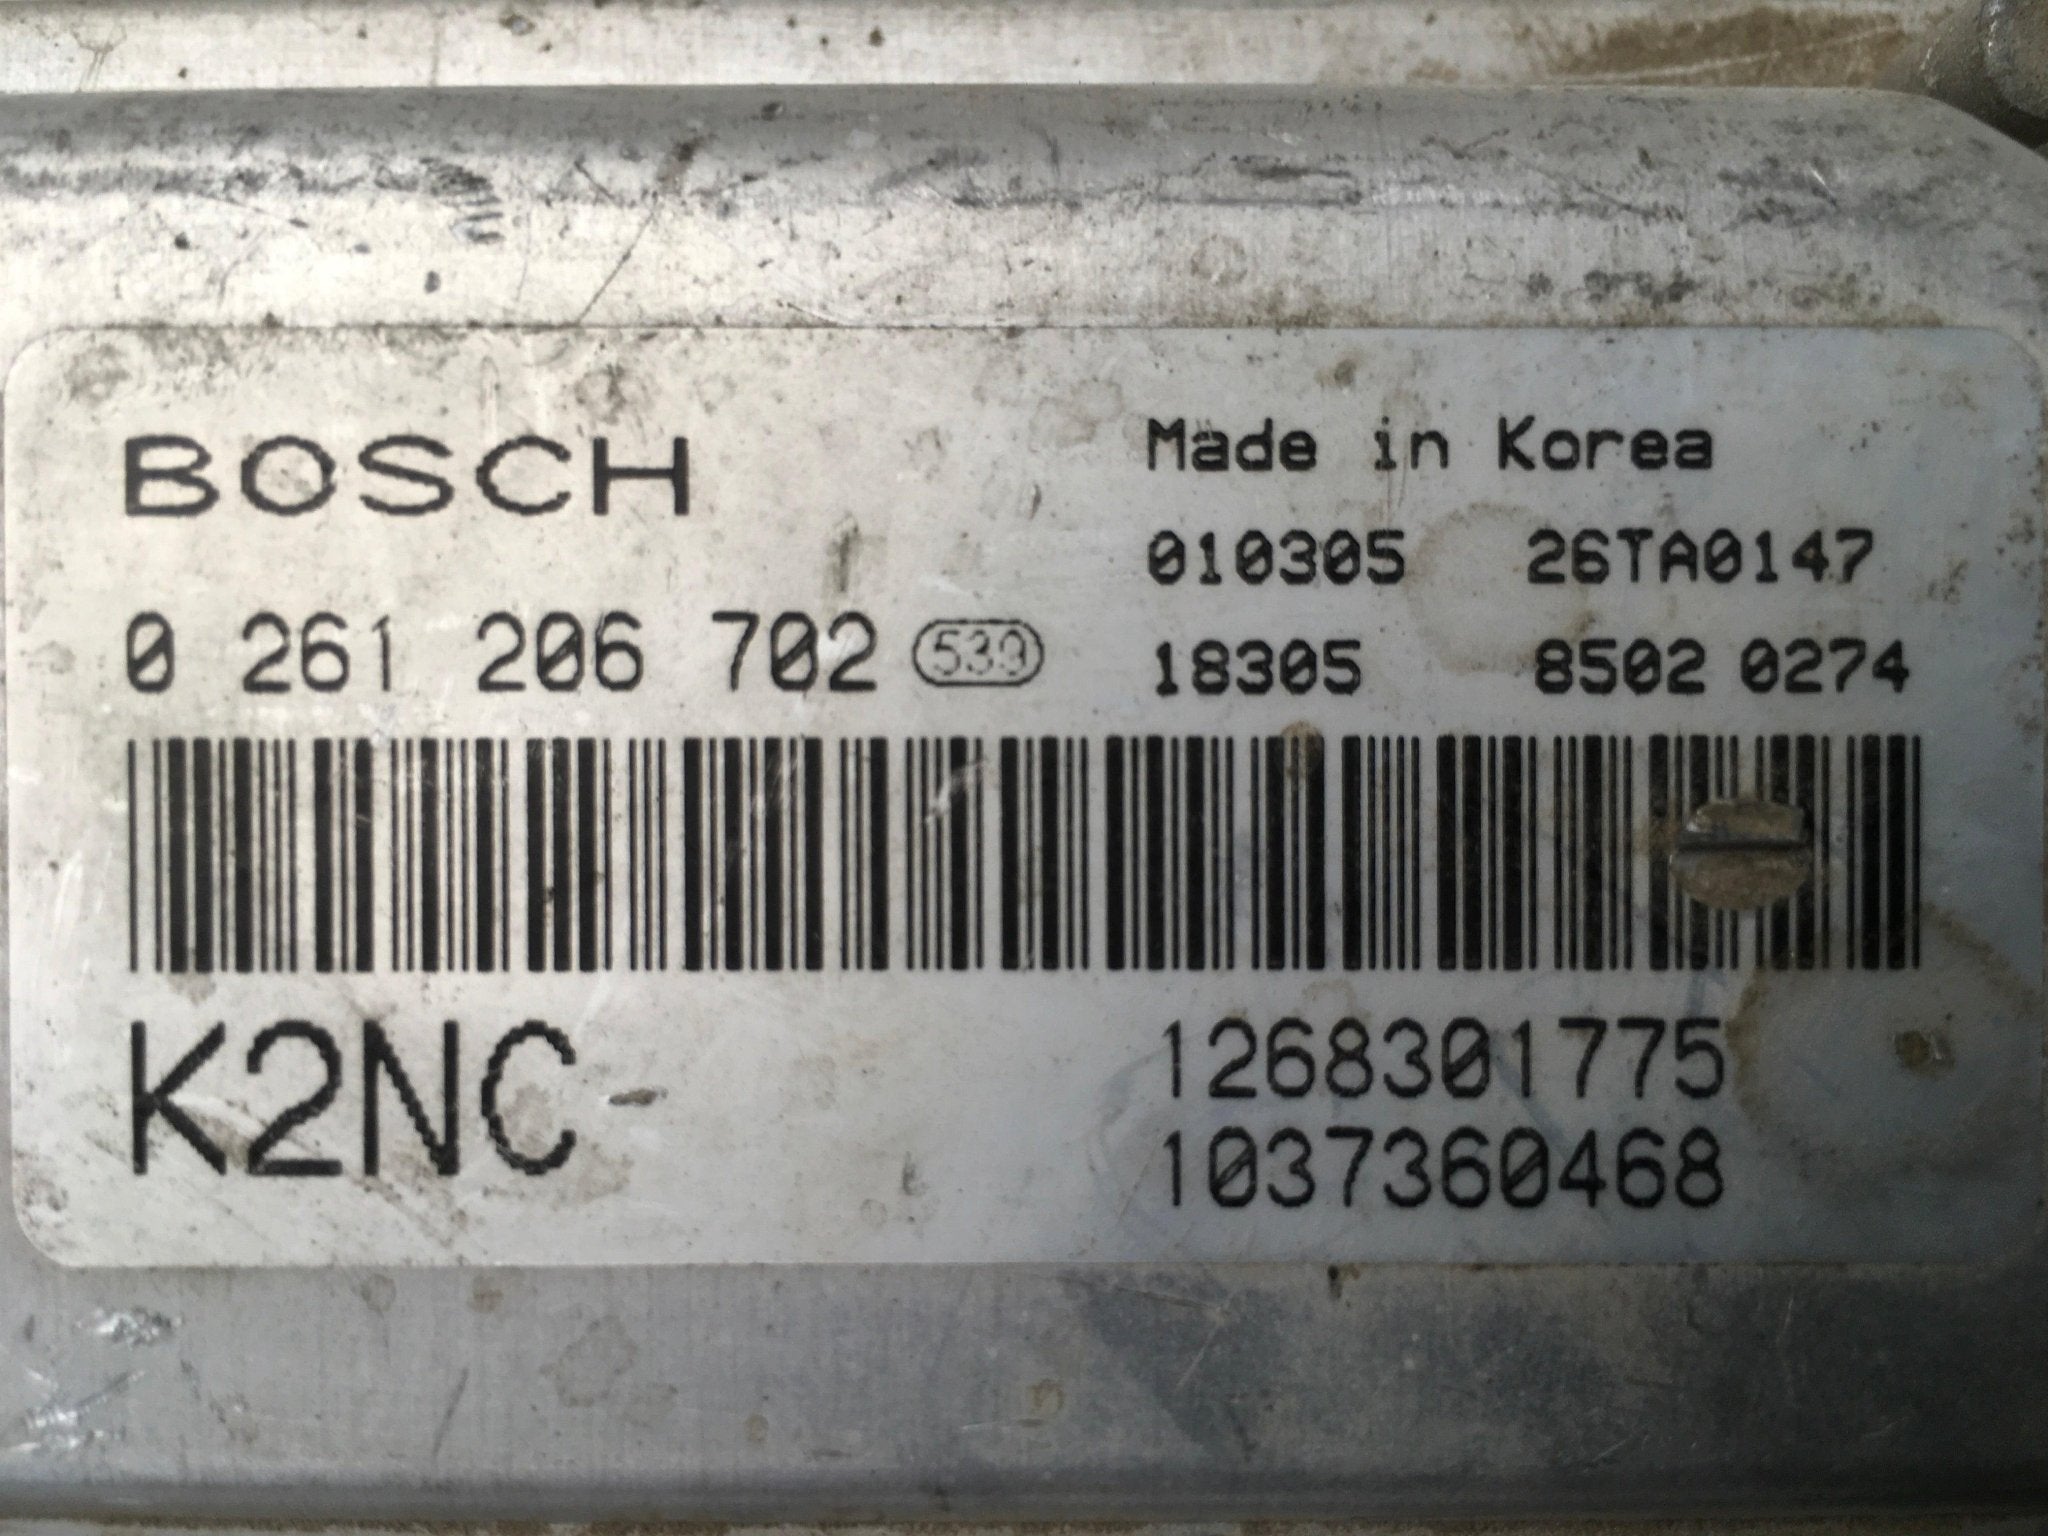 BOSCH
Made in Korea
010305 26TA0147
0 261 206 702 539
18305 8502 0274
K2NC
1268301775
1037360468